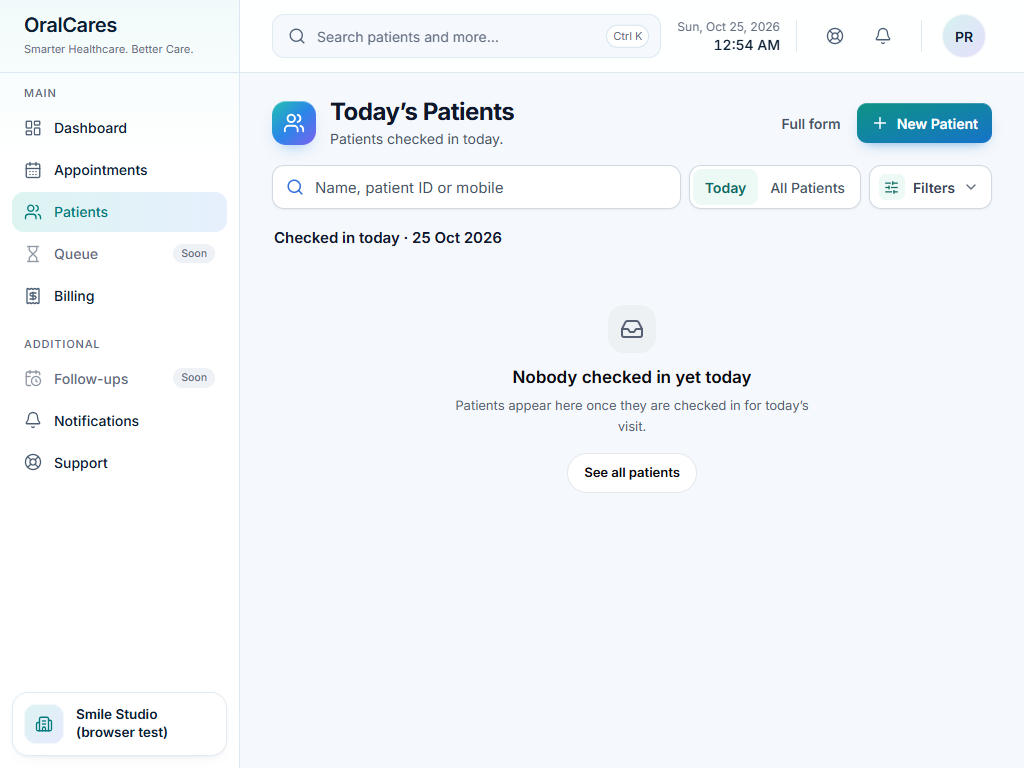 OralCares
Smarter Healthcare. Better Care.
MAIN
Dashboard
Appointments
Patients
Queue
Soon
Billing
ADDITIONAL
Follow-ups
Soon
Notifications
Support
Smile Studio
(browser test)
Search patients and more...
Ctrl K
Sun, Oct 25, 2026
12:54 AM
PR
Today’s Patients
Patients checked in today.
Full form
New Patient
Name, patient ID or mobile
Today
All Patients
Filters
Checked in today · 25 Oct 2026
Nobody checked in yet today
Patients appear here once they are checked in for today’s
visit.
See all patients